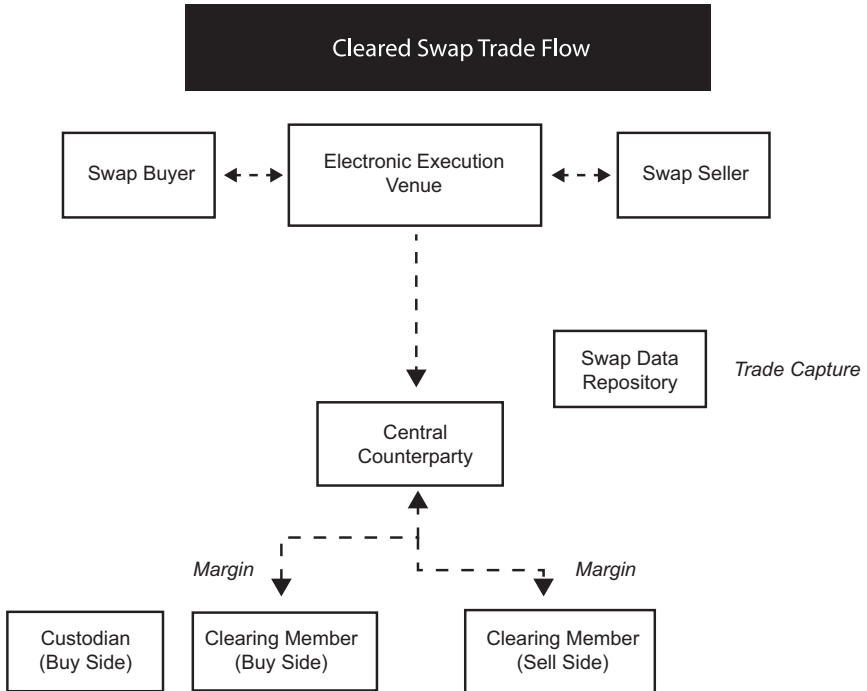 Cleared Swap Trade Flow
Swap Buyer
Electronic Execution
Venue
Swap Seller
Swap Data
Repository
Trade Capture
Central
Counterparty
Margin
Margin
Custodian
(Buy Side)
Clearing Member
(Buy Side)
Clearing Member
(Sell Side)